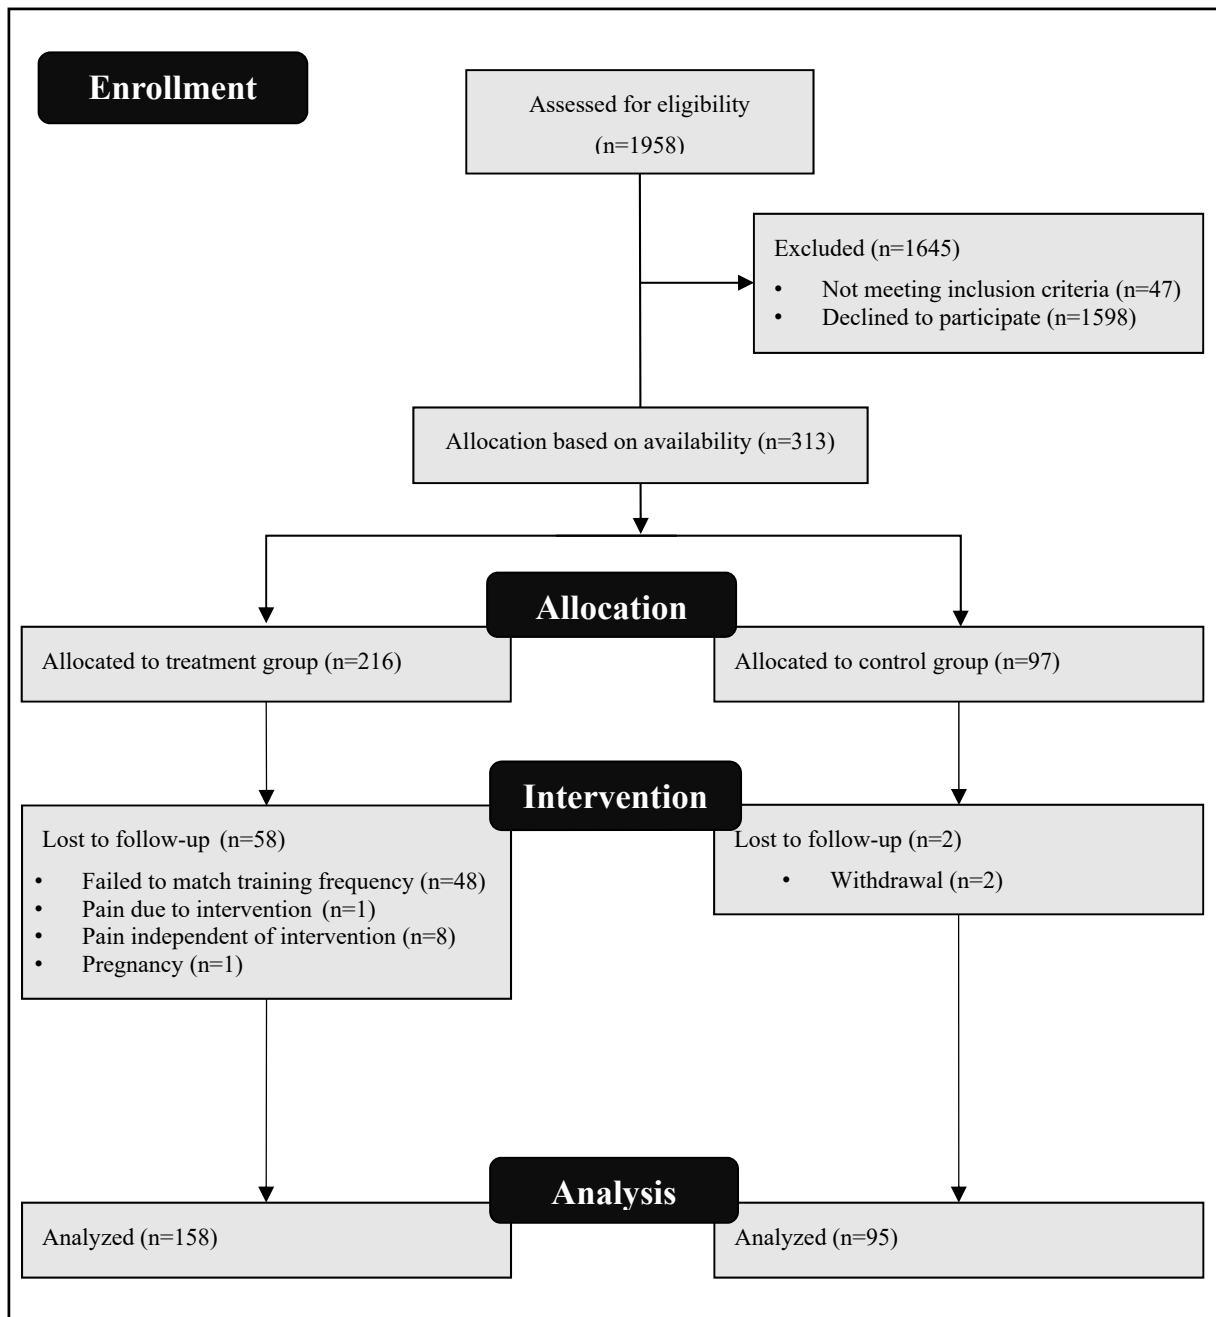 Enrollment
Assessed for eligibility
(n=1958)
Excluded (n=1645)
• Not meeting inclusion criteria (n=47)
• Declined to participate (n=1598)
Allocation based on availability (n=313)
Allocation
Allocated to treatment group (n=216)
Allocated to control group (n=97)
Intervention
Lost to follow-up (n=58)
• Failed to match training frequency (n=48)
• Pain due to intervention (n=1)
• Pain independent of intervention (n=8)
• Pregnancy (n=1)
Lost to follow-up (n=2)
• Withdrawal (n=2)
Analysis
Analyzed (n=158)
Analyzed (n=95)